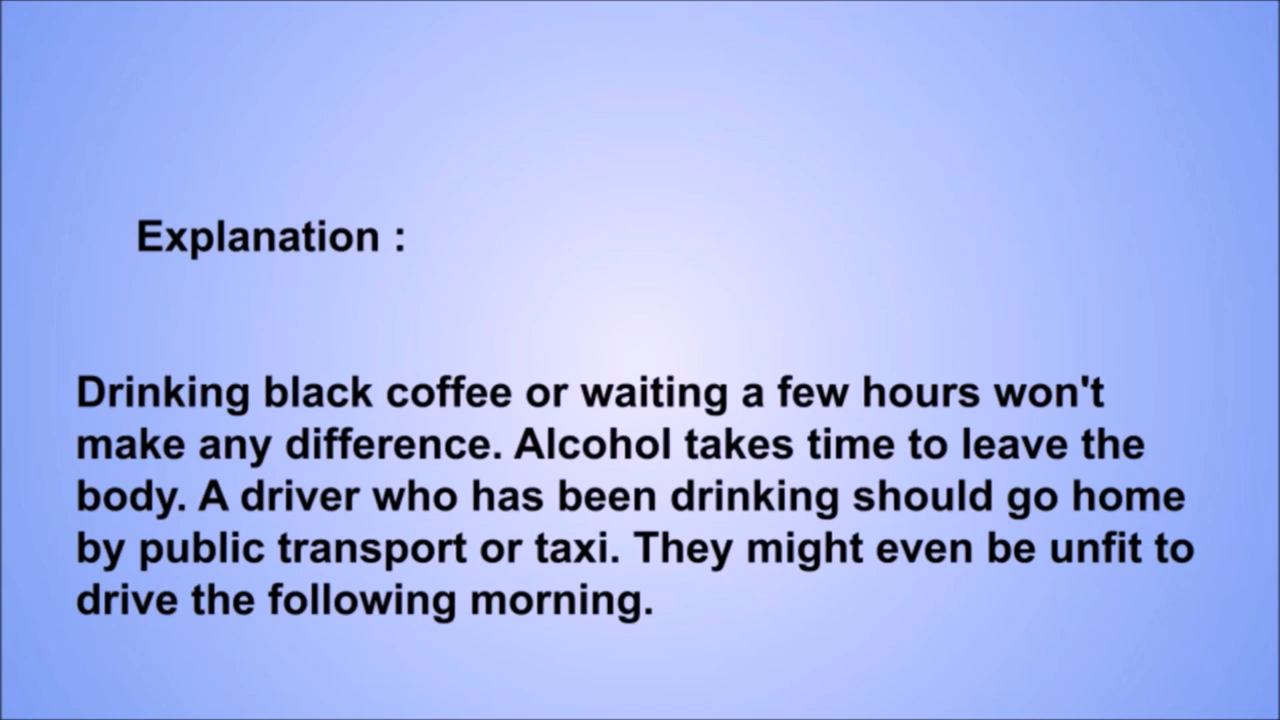 Explanation :
Drinking black coffee or waiting a few hours won't
make any difference. Alcohol takes time to leave the
body. A driver who has been drinking should go home
by public transport or taxi. They might even be unfit to
drive the following morning.